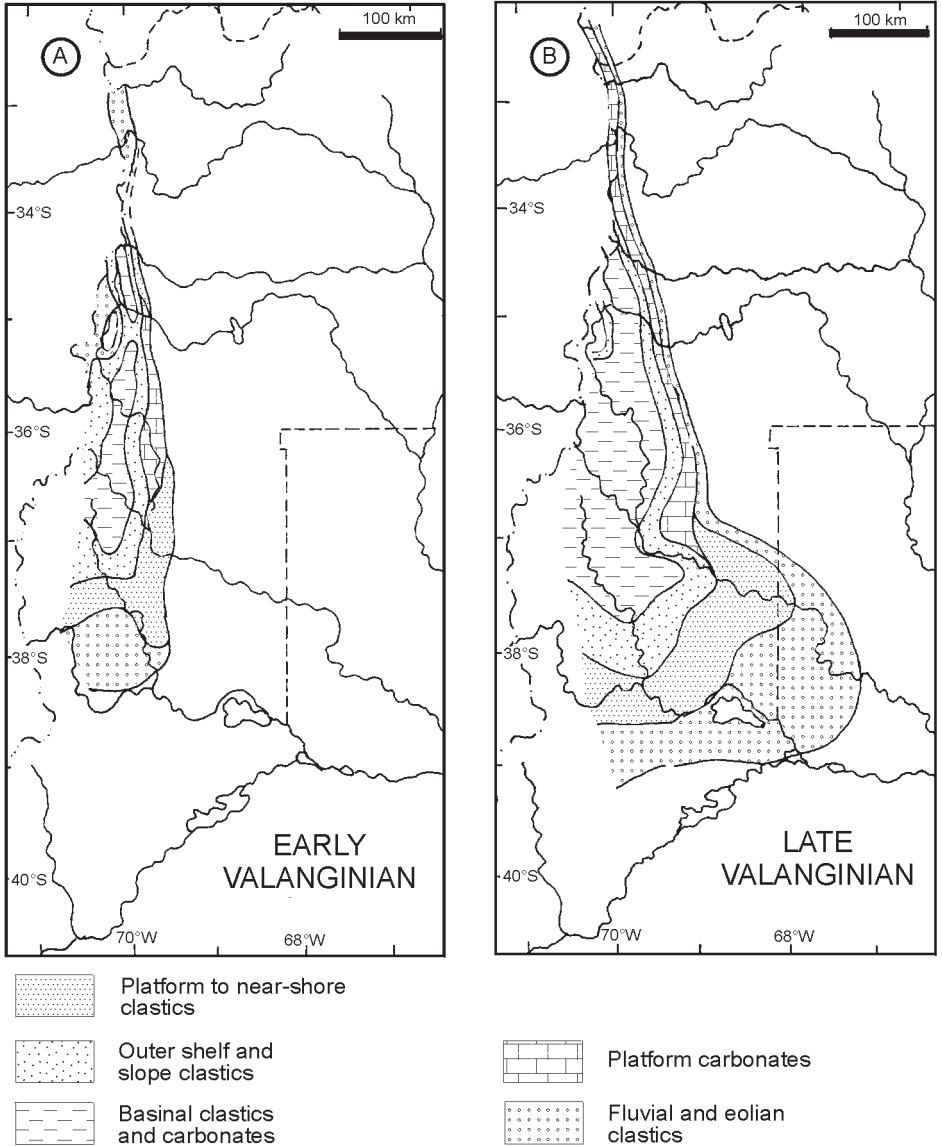 A
100 km
34°S
36°S
38°S
40°S
EARLY
VALANGINIAN
70°W
68°W
B
100 km
34°S
36°S
38°S
40°S
LATE
VALANGINIAN
70°W
68°W
Platform to near-shore
clastics
Outer shelf and
slope clastics
Basinal clastics
and carbonates
Platform carbonates
Fluvial and eolian
clastics